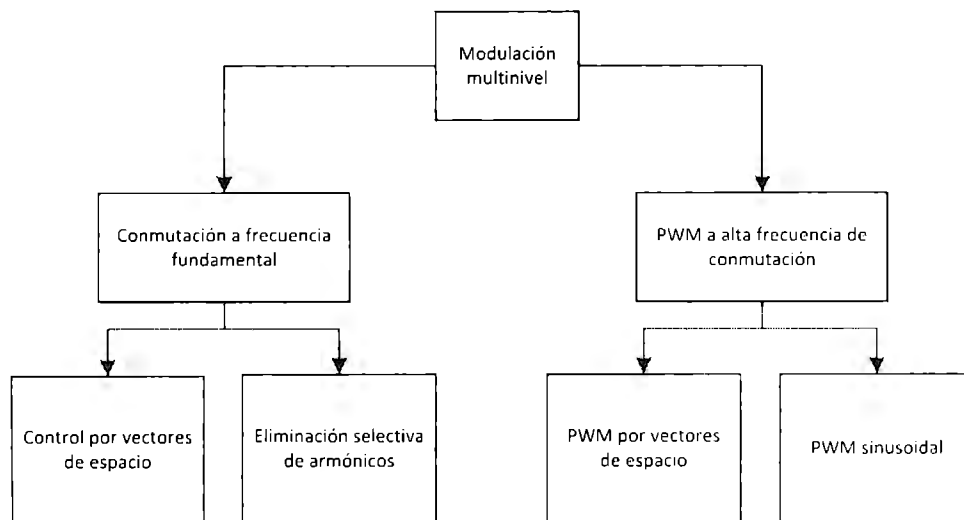 Modulación
multinivel
Conmutación a frecuencia
fundamental
PWM a alta frecuencia de
conmutación
Control por vectores
de espacio
Eliminación selectiva
de armónicos
PWM por vectores
de espacio
PWM sinusoidal